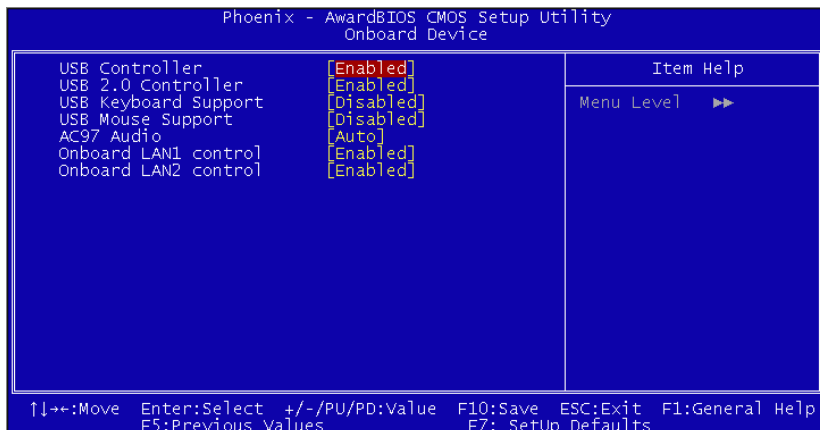 Phoenix - AwardBIOS CMOS Setup Utility
Onboard Device
USB Controller [Enabled]
USB 2.0 Controller [Enabled]
USB Keyboard Support [Disabled]
USB Mouse Support [Disabled]
AC97 Audio [Auto]
Onboard LAN1 control [Enabled]
Onboard LAN2 control [Enabled]
Item Help
Menu Level ▶▶
↑↓→←:Move Enter:Select +/-/PU/PD:Value F10:Save ESC:Exit F1:General Help
F5:Previous Values F7: SetUp Defaults